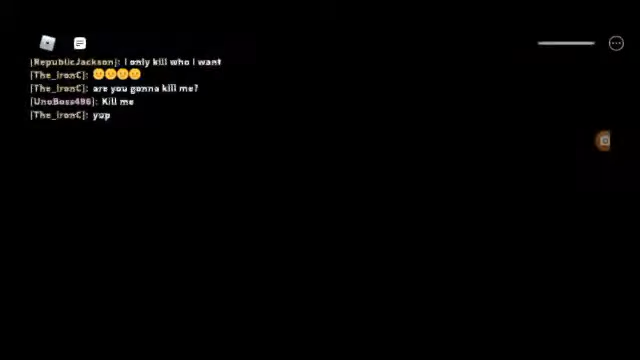 [RepublicJackson]: I only kill who I want
[The_ironC]: 😕😕😕😕
[The_ironC]: are you gonna kill me?
[UnoBoss496]: Kill me
[The_ironC]: yup